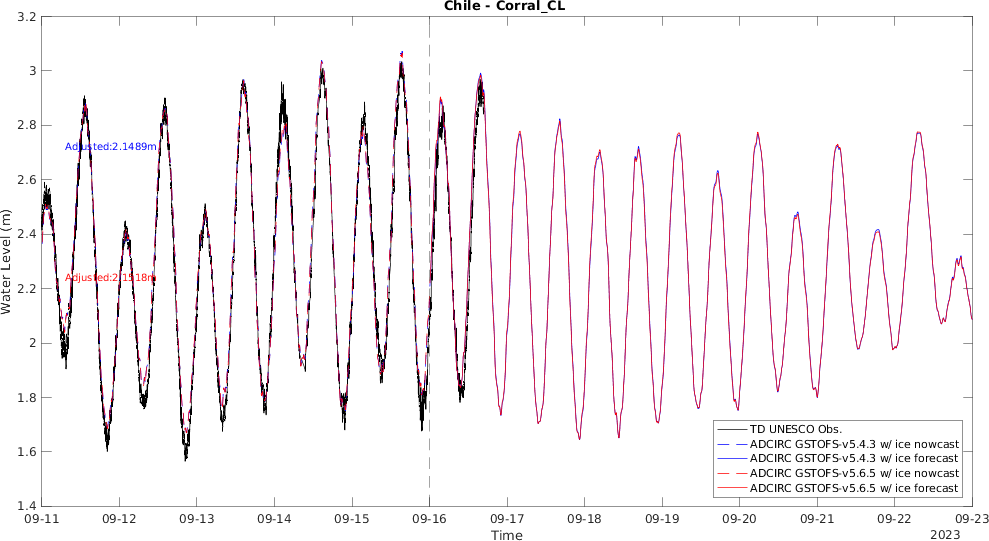 Chile - Corral_CL
3.2
3
2.8
2.6
2.4
2.2
2
1.8
1.6
1.4
Water Level (m)
Adjusted:2.1489m
Adjusted:2.1518m
TD UNESCO Obs.
ADCIRC GSTOFS-v5.4.3 w/ ice nowcast
ADCIRC GSTOFS-v5.4.3 w/ ice forecast
ADCIRC GSTOFS-v5.6.5 w/ ice nowcast
ADCIRC GSTOFS-v5.6.5 w/ ice forecast
09-11 09-12 09-13 09-14 09-15 09-16 09-17 09-18 09-19 09-20 09-21 09-22 09-23
Time
2023